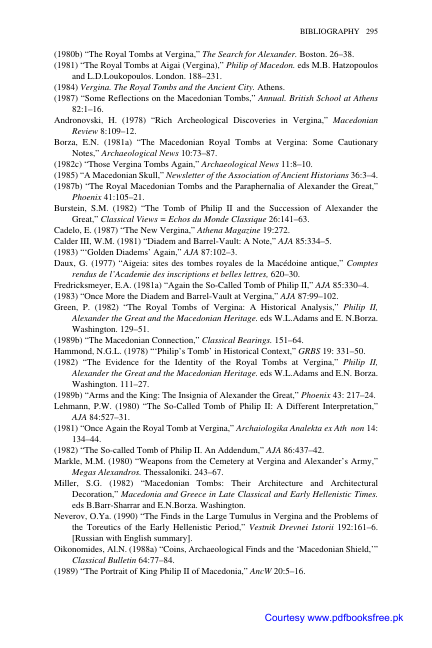 BIBLIOGRAPHY 295
(1980b) “The Royal Tombs at Vergina,” The Search for Alexander. Boston. 26–38.
(1981) “The Royal Tombs at Aigai (Vergina),” Philip of Macedon. eds M.B. Hatzopoulos
and L.D.Loukopoulos. London. 188–231.
(1984) Vergina. The Royal Tombs and the Ancient City. Athens.
(1987) “Some Reflections on the Macedonian Tombs,” Annual. British School at Athens
82:1–16.
Andronovski, H. (1978) “Rich Archeological Discoveries in Vergina,” Macedonian
Review 8:109–12.
Borza, E.N. (1981a) “The Macedonian Royal Tombs at Vergina: Some Cautionary
Notes,” Archaeological News 10:73–87.
(1982c) “Those Vergina Tombs Again,” Archaeological News 11:8–10.
(1985) “A Macedonian Skull,” Newsletter of the Association of Ancient Historians 36:3–4.
(1987b) “The Royal Macedonian Tombs and the Paraphernalia of Alexander the Great,”
Phoenix 41:105–21.
Burstein, S.M. (1982) “The Tomb of Philip II and the Succession of Alexander the
Great,” Classical Views = Echos du Monde Classique 26:141–63.
Cadelo, E. (1987) “The New Vergina,” Athena Magazine 19:272.
Calder III, W.M. (1981) “Diadem and Barrel-Vault: A Note,” AJA 85:334–5.
(1983) “‘Golden Diadems’ Again,” AJA 87:102–3.
Daux, G. (1977) “Aigeia: sites des tombes royales de la Macédoine antique,” Comptes
rendus de l’Academie des inscriptions et belles lettres, 620–30.
Fredricksmeyer, E.A. (1981a) “Again the So-Called Tomb of Philip II,” AJA 85:330–4.
(1983) “Once More the Diadem and Barrel-Vault at Vergina,” AJA 87:99–102.
Green, P. (1982) “The Royal Tombs of Vergina: A Historical Analysis,” Philip II,
Alexander the Great and the Macedonian Heritage. eds W.L.Adams and E. N.Borza.
Washington. 129–51.
(1989b) “The Macedonian Connection,” Classical Bearings. 151–64.
Hammond, N.G.L. (1978) “‘Philip’s Tomb’ in Historical Context,” GRBS 19: 331–50.
(1982) “The Evidence for the Identity of the Royal Tombs at Vergina,” Philip II,
Alexander the Great and the Macedonian Heritage. eds W.L.Adams and E.N.Borza.
Washington. 111–27.
(1989b) “Arms and the King: The Insignia of Alexander the Great,” Phoenix 43: 217–24.
Lehmann, P.W. (1980) “The So-Called Tomb of Philip II: A Different Interpretation,”
AJA 84:527–31.
(1981) “Once Again the Royal Tomb at Vergina,” Archaiologika Analekta ex Ath non 14:
134–44.
(1982) “The So-called Tomb of Philip II. An Addendum,” AJA 86:437–42.
Markle, M.M. (1980) “Weapons from the Cemetery at Vergina and Alexander’s Army,”
Megas Alexandros. Thessaloniki. 243–67.
Miller, S.G. (1982) “Macedonian Tombs: Their Architecture and Architectural
Decoration,” Macedonia and Greece in Late Classical and Early Hellenistic Times.
eds B.Barr-Sharrar and E.N.Borza. Washington.
Neverov, O.Ya. (1990) “The Finds in the Large Tumulus in Vergina and the Problems of
the Toreutics of the Early Hellenistic Period,” Vestnik Drevnei Istorii 192:161–6.
[Russian with English summary].
Oikonomides, Al.N. (1988a) “Coins, Archaeological Finds and the ‘Macedonian Shield,’”
Classical Bulletin 64:77–84.
(1989) “The Portrait of King Philip II of Macedonia,” AncW 20:5–16.
Courtesy www.pdfbooksfree.pk